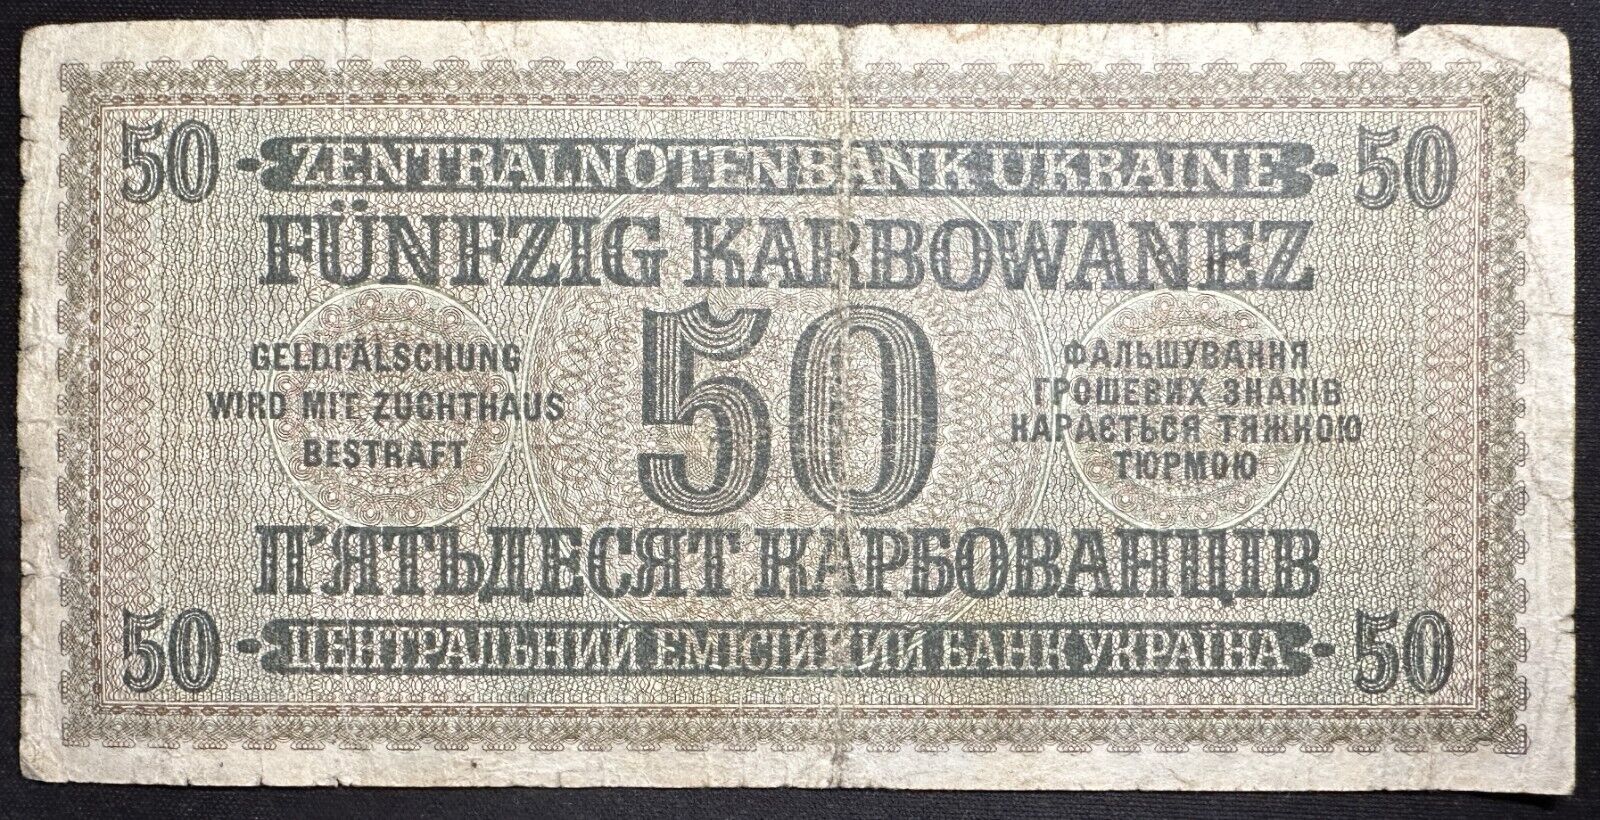 50 ZENTRALNOTENBANK UKRAINE 50
FÜNFZIG KARBOWANEZ
GELDFÄLSCHUNG
WIRD MIT ZUCHTHAUS
BESTRAFT
50
ФАЛЬШУВАННЯ
ГРОШЕВИХ ЗНАКІВ
КАРАЄТЬСЯ ТЯЖКОЮ
ТЮРМОЮ
П'ЯТЬДЕСЯТ КАРБОВАНЦІВ
50 ЦЕНТРАЛЬНИЙ ЕМІСІЙНИЙ БАНК УКРАЇНА 50